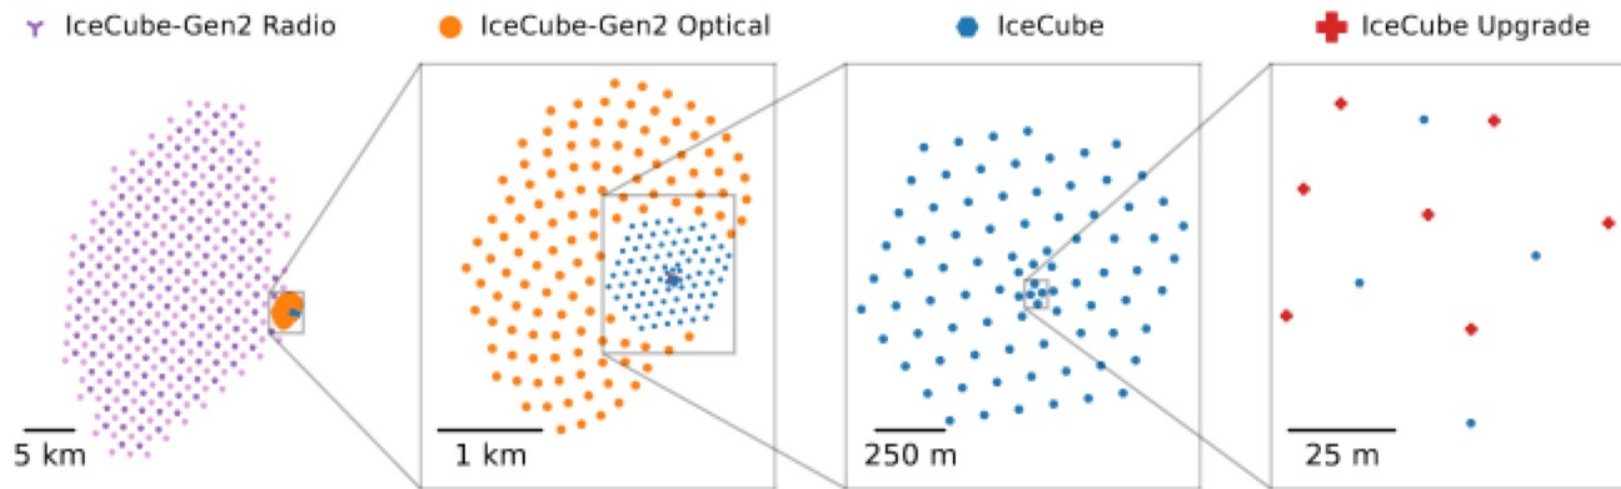 IceCube-Gen2 Radio
IceCube-Gen2 Optical
IceCube
IceCube Upgrade
5 km
1 km
250 m
25 m